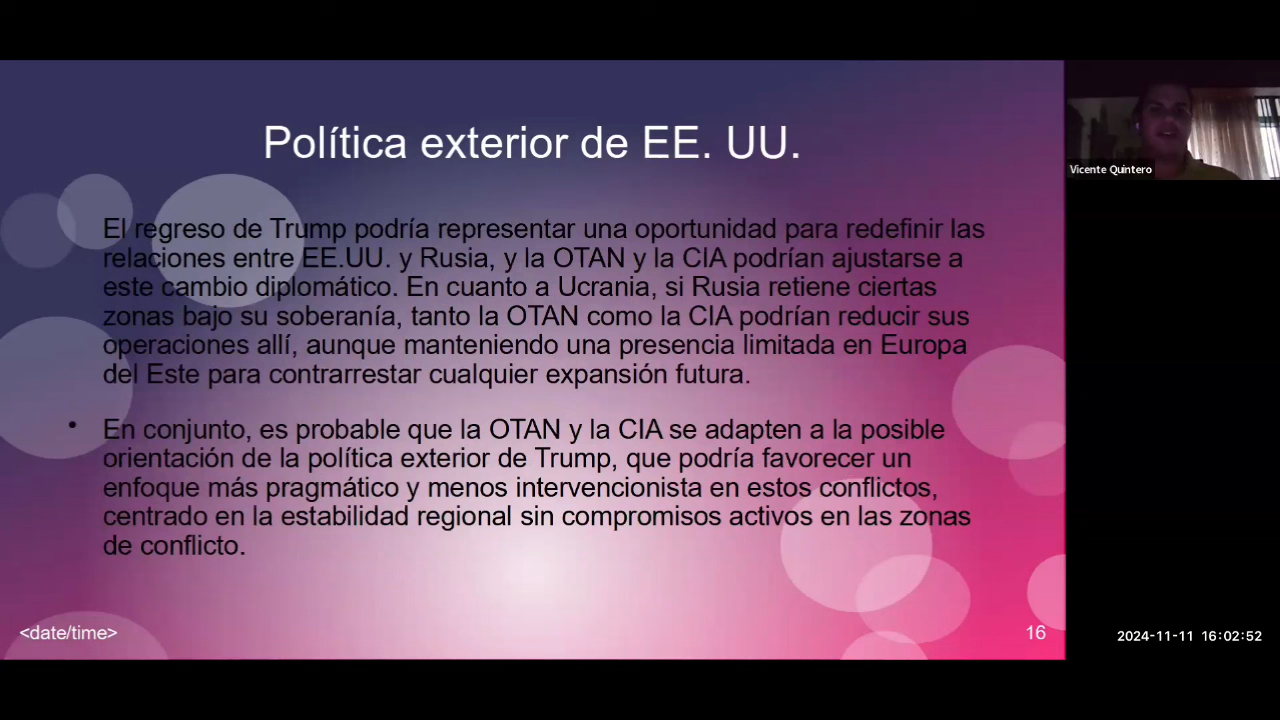 Política exterior de EE. UU.
El regreso de Trump podría representar una oportunidad para redefinir las
relaciones entre EE.UU. y Rusia, y la OTAN y la CIA podrían ajustarse a
este cambio diplomático. En cuanto a Ucrania, si Rusia retiene ciertas
zonas bajo su soberanía, tanto la OTAN como la CIA podrían reducir sus
operaciones allí, aunque manteniendo una presencia limitada en Europa
del Este para contrarrestar cualquier expansión futura.
• En conjunto, es probable que la OTAN y la CIA se adapten a la posible
orientación de la política exterior de Trump, que podría favorecer un
enfoque más pragmático y menos intervencionista en estos conflictos,
centrado en la estabilidad regional sin compromisos activos en las zonas
de conflicto.
<date/time>
16
Vicente Quintero
2024-11-11 16:02:52